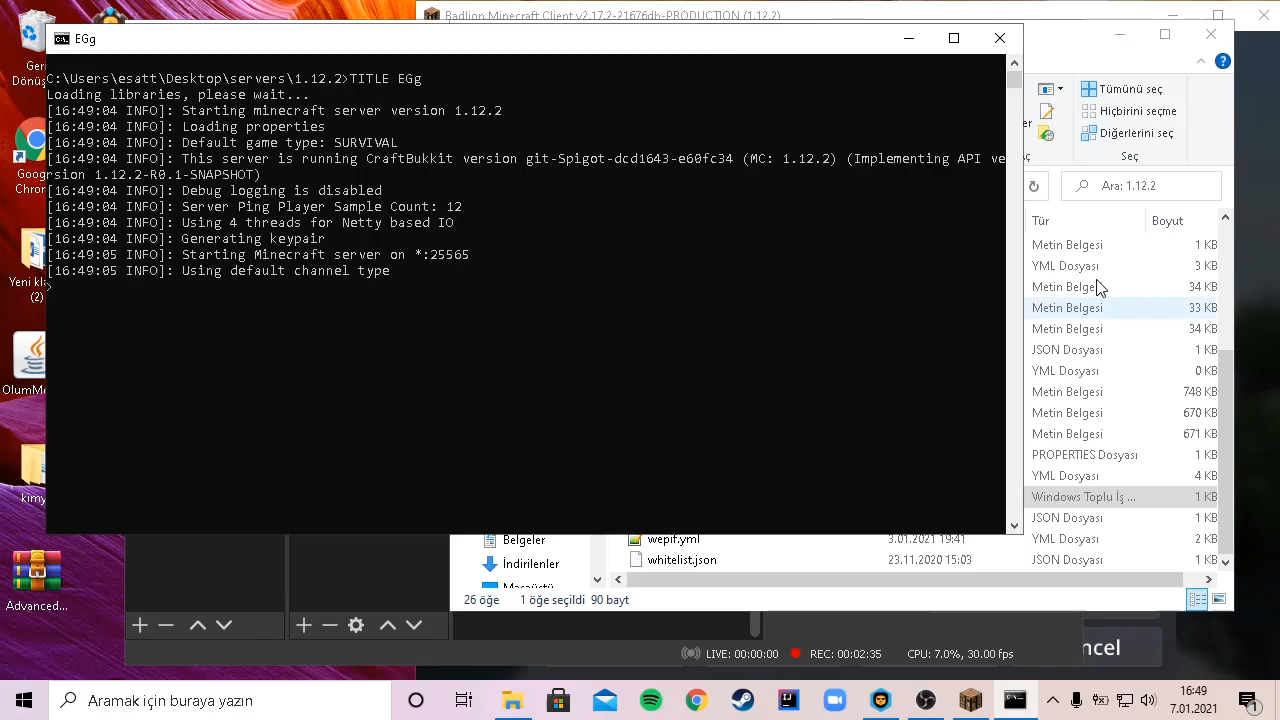 Badlion Minecraft Client v2.17.2-21676db-PRODUCTION (1.12.2)
EGg
C:\Users\esatt\Desktop\servers\1.12.2>TITLE EGg
Loading libraries, please wait...
[16:49:04 INFO]: Starting minecraft server version 1.12.2
[16:49:04 INFO]: Loading properties
[16:49:04 INFO]: Default game type: SURVIVAL
[16:49:04 INFO]: This server is running CraftBukkit version git-Spigot-dcd1643-e60fc34 (MC: 1.12.2) (Implementing API ve
rsion 1.12.2-R0.1-SNAPSHOT)
[16:49:04 INFO]: Debug logging is disabled
[16:49:04 INFO]: Server Ping Player Sample Count: 12
[16:49:04 INFO]: Using 4 threads for Netty based IO
[16:49:04 INFO]: Generating keypair
[16:49:05 INFO]: Starting Minecraft server on *:25565
[16:49:05 INFO]: Using default channel type
>
Geri
Dönüş
Goog
Chron
Yeni kla
(2)
OlumMe
kimy
Advanced...
Tümünü seç
Hiçbirini seçme
Diğerlerini seç
Seç
Ara: 1.12.2
Tür Boyut
Metin Belgesi 1 KB
YML Dosyası 3 KB
Metin Belgesi 34 KB
Metin Belgesi 33 KB
Metin Belgesi 34 KB
JSON Dosyası 1 KB
YML Dosyası 0 KB
Metin Belgesi 748 KB
Metin Belgesi 670 KB
Metin Belgesi 671 KB
PROPERTIES Dosyası 1 KB
YML Dosyası 4 KB
Windows Toplu İş ... 1 KB
JSON Dosyası 1 KB
Belgeler wepif.yml 3.01.2021 19:41 YML Dosyası 2 KB
İndirilenler whitelist.json 23.11.2020 15:03 JSON Dosyası 1 KB
Masaüstü
26 öğe 1 öğe seçildi 90 bayt
ncel
LIVE: 00:00:00 REC: 00:02:35 CPU: 7.0%, 30.00 fps
Aramak için buraya yazın
16:49
7.01.2021
1